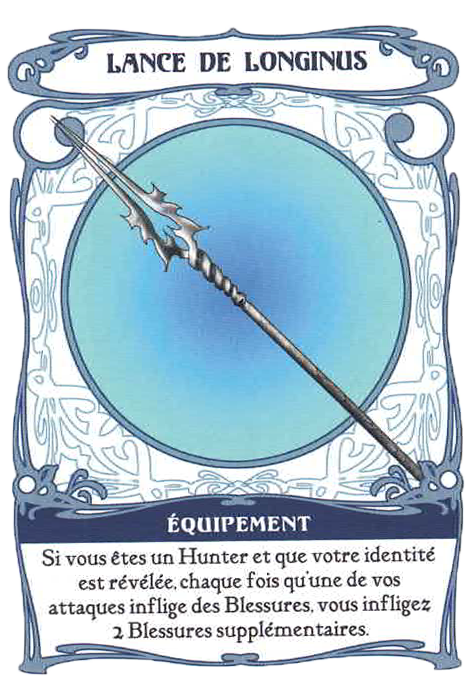 LANCE DE LONGINUS
ÉQUIPEMENT
Si vous êtes un Hunter et que votre identité
est révélée, chaque fois qu'une de vos
attaques inflige des Blessures, vous infligez
2 Blessures supplémentaires.